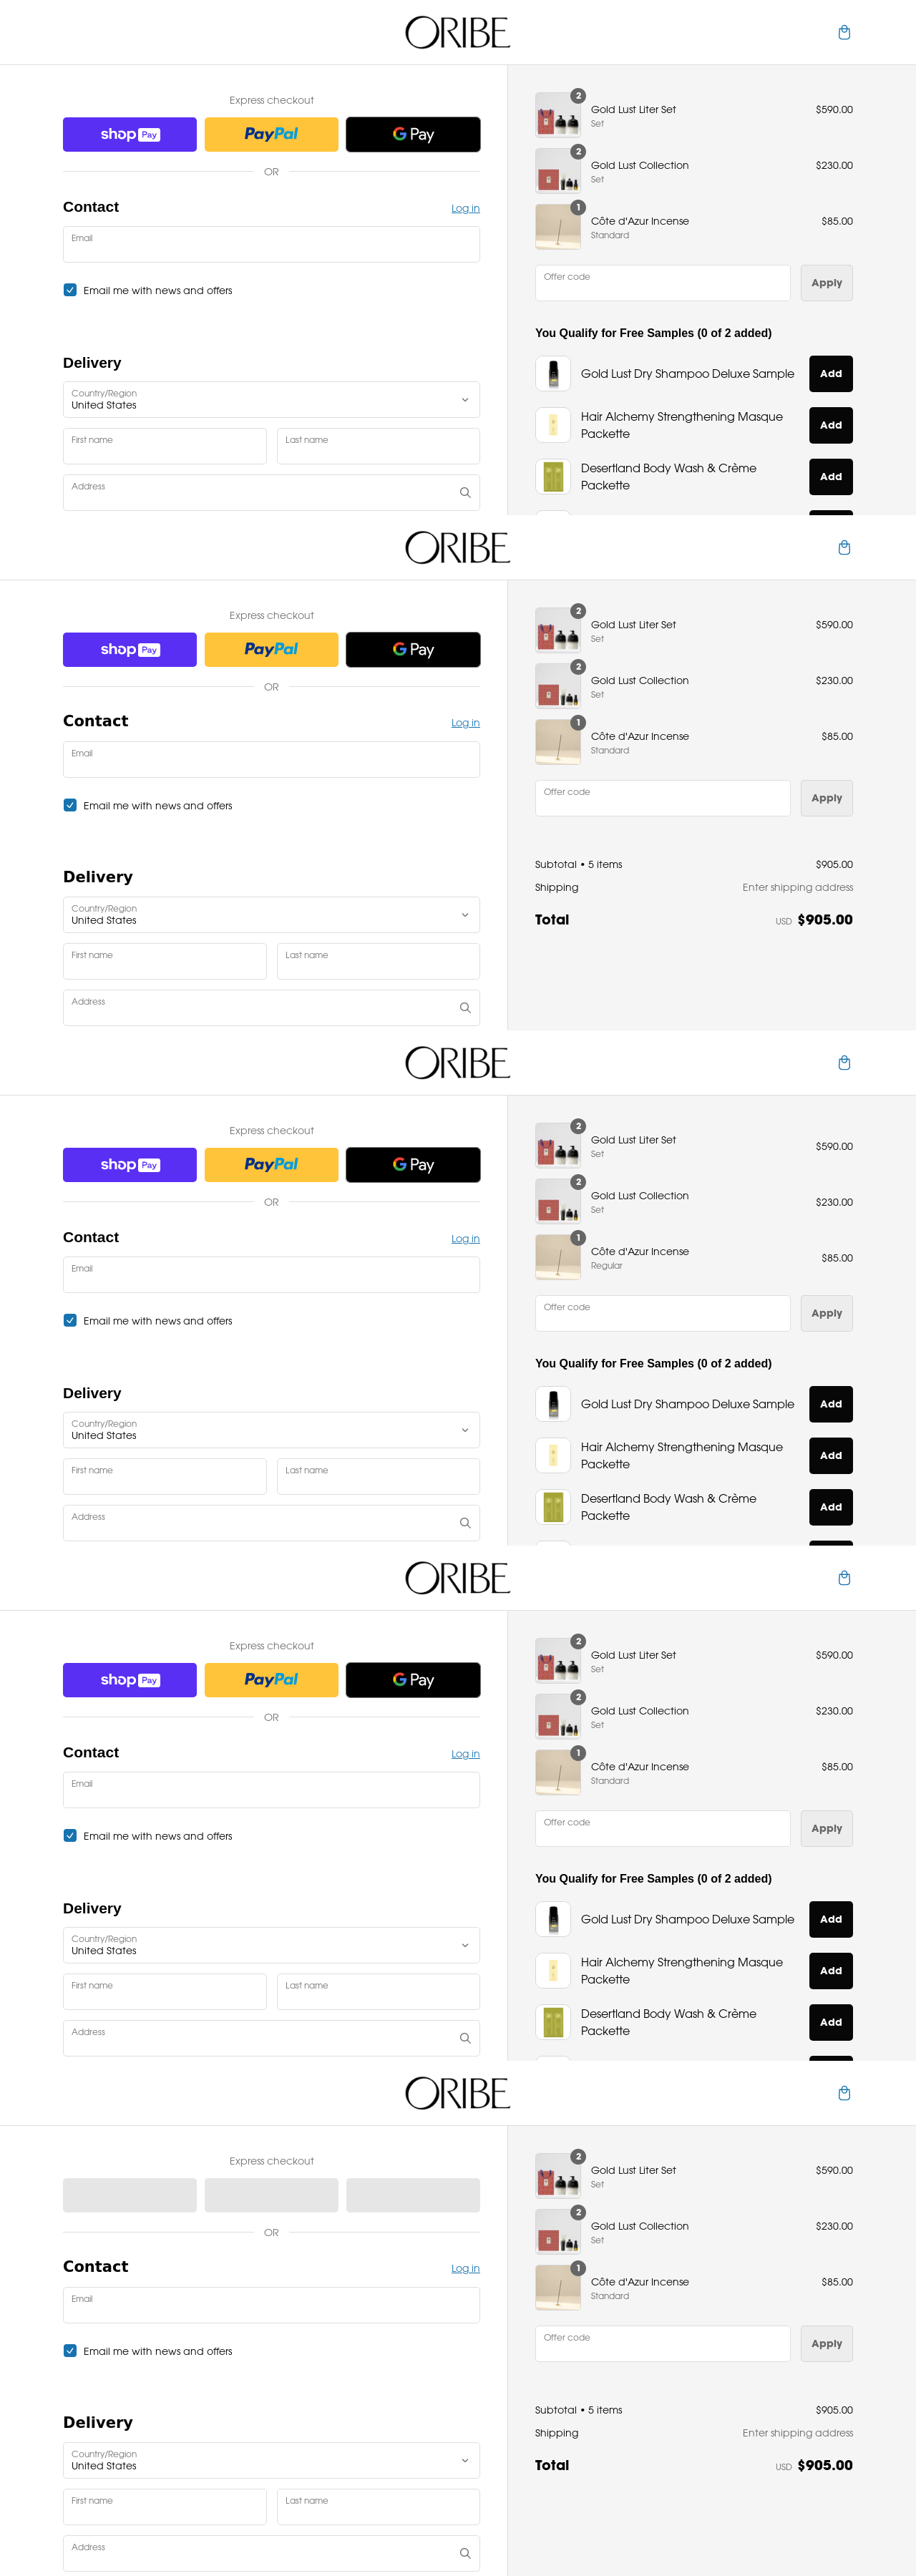 ORIBE
Express checkout
shop Pay
PayPal
G Pay
OR
Contact
Log in
Email
Email me with news and offers
Delivery
Country/Region
United States
First name
Last name
Address
2
Gold Lust Liter Set
$590.00
Set
2
Gold Lust Collection
$230.00
Set
1
Côte d'Azur Incense
$85.00
Standard
Offer code
Apply
You Qualify for Free Samples (0 of 2 added)
Gold Lust Dry Shampoo Deluxe Sample
Add
Hair Alchemy Strengthening Masque
Packette
Add
Desertland Body Wash & Crème
Packette
Add
ORIBE
Express checkout
shop Pay
PayPal
G Pay
OR
Contact
Log in
Email
Email me with news and offers
Delivery
Country/Region
United States
First name
Last name
Address
2
Gold Lust Liter Set
$590.00
Set
2
Gold Lust Collection
$230.00
Set
1
Côte d'Azur Incense
$85.00
Standard
Offer code
Apply
Subtotal • 5 items
$905.00
Shipping
Enter shipping address
Total
USD $905.00
ORIBE
Express checkout
shop Pay
PayPal
G Pay
OR
Contact
Log in
Email
Email me with news and offers
Delivery
Country/Region
United States
First name
Last name
Address
2
Gold Lust Liter Set
$590.00
Set
2
Gold Lust Collection
$230.00
Set
1
Côte d'Azur Incense
$85.00
Regular
Offer code
Apply
You Qualify for Free Samples (0 of 2 added)
Gold Lust Dry Shampoo Deluxe Sample
Add
Hair Alchemy Strengthening Masque
Packette
Add
Desertland Body Wash & Crème
Packette
Add
ORIBE
Express checkout
shop Pay
PayPal
G Pay
OR
Contact
Log in
Email
Email me with news and offers
Delivery
Country/Region
United States
First name
Last name
Address
2
Gold Lust Liter Set
$590.00
Set
2
Gold Lust Collection
$230.00
Set
1
Côte d'Azur Incense
$85.00
Standard
Offer code
Apply
You Qualify for Free Samples (0 of 2 added)
Gold Lust Dry Shampoo Deluxe Sample
Add
Hair Alchemy Strengthening Masque
Packette
Add
Desertland Body Wash & Crème
Packette
Add
ORIBE
Express checkout
OR
Contact
Log in
Email
Email me with news and offers
Delivery
Country/Region
United States
First name
Last name
Address
2
Gold Lust Liter Set
$590.00
Set
2
Gold Lust Collection
$230.00
Set
1
Côte d'Azur Incense
$85.00
Standard
Offer code
Apply
Subtotal • 5 items
$905.00
Shipping
Enter shipping address
Total
USD $905.00